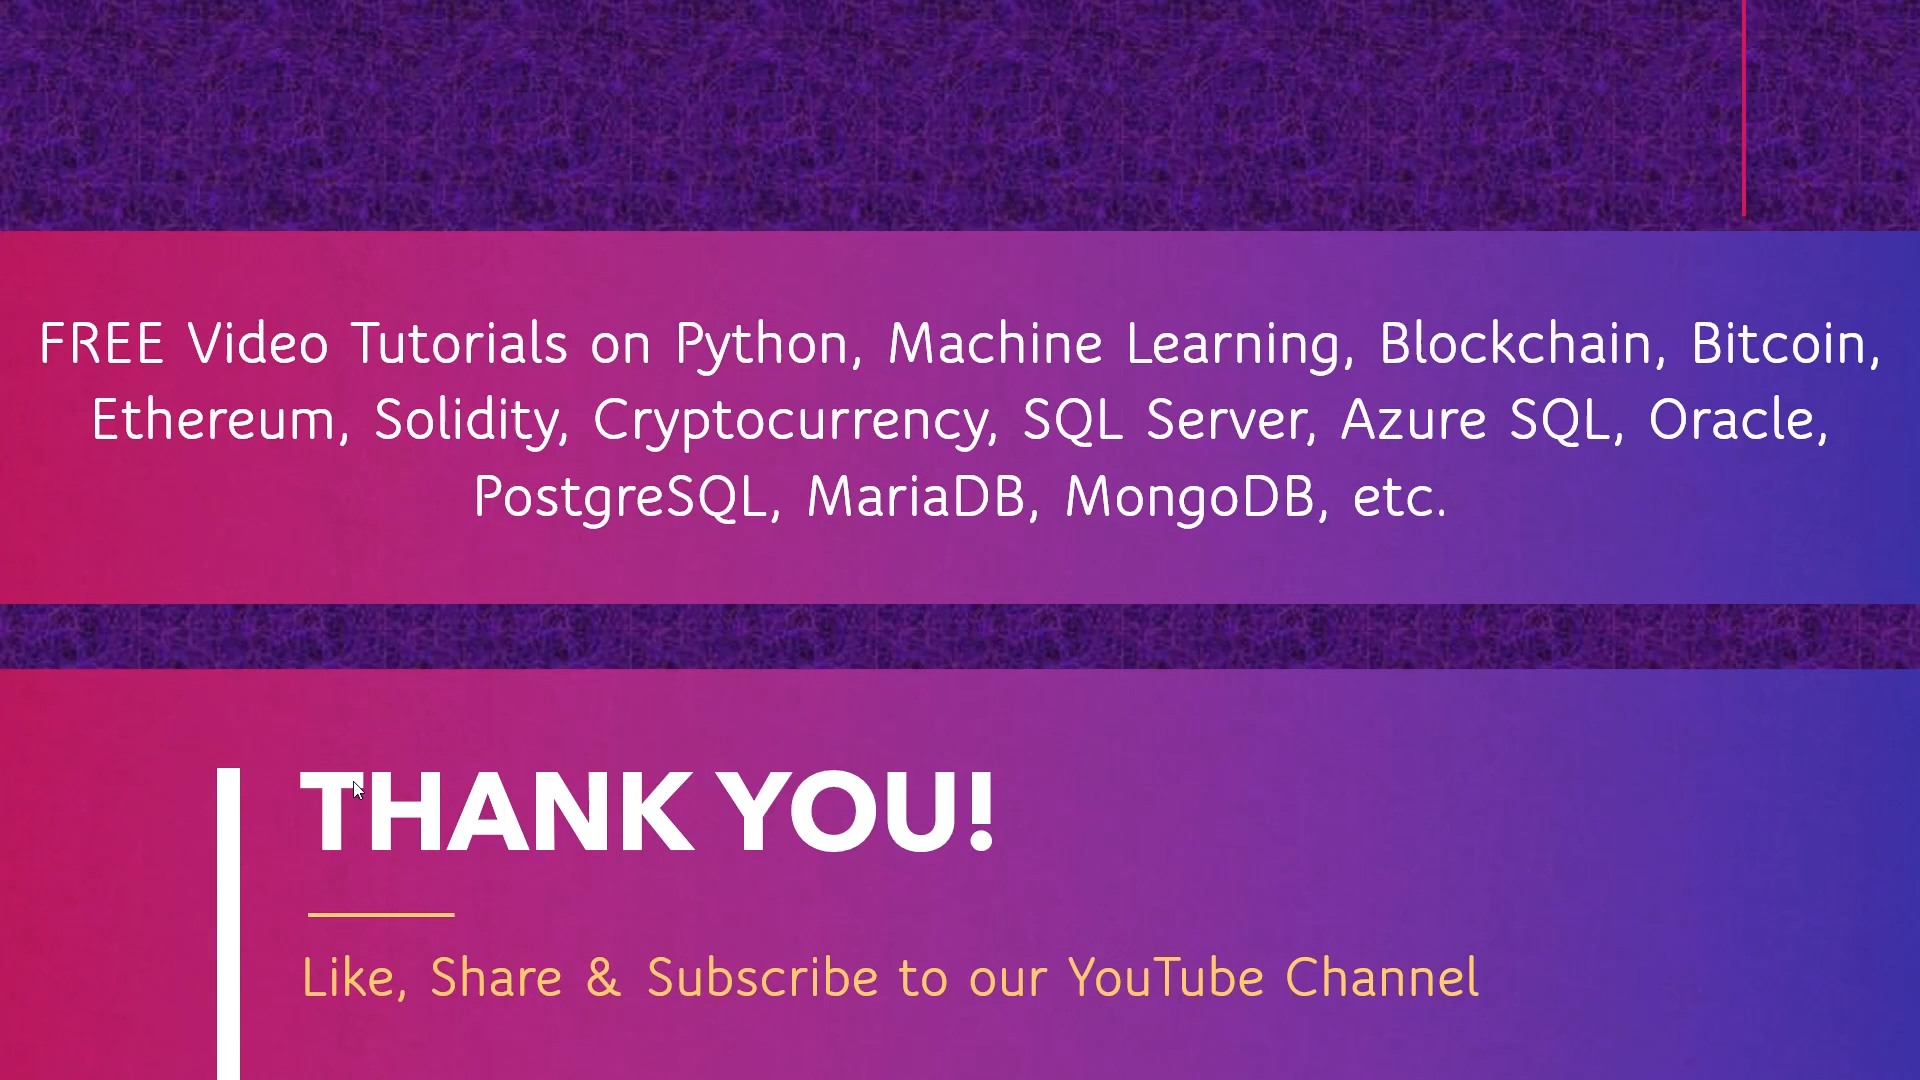 FREE Video Tutorials on Python, Machine Learning, Blockchain, Bitcoin,
Ethereum, Solidity, Cryptocurrency, SQL Server, Azure SQL, Oracle,
PostgreSQL, MariaDB, MongoDB, etc.
THANK YOU!
Like, Share & Subscribe to our YouTube Channel